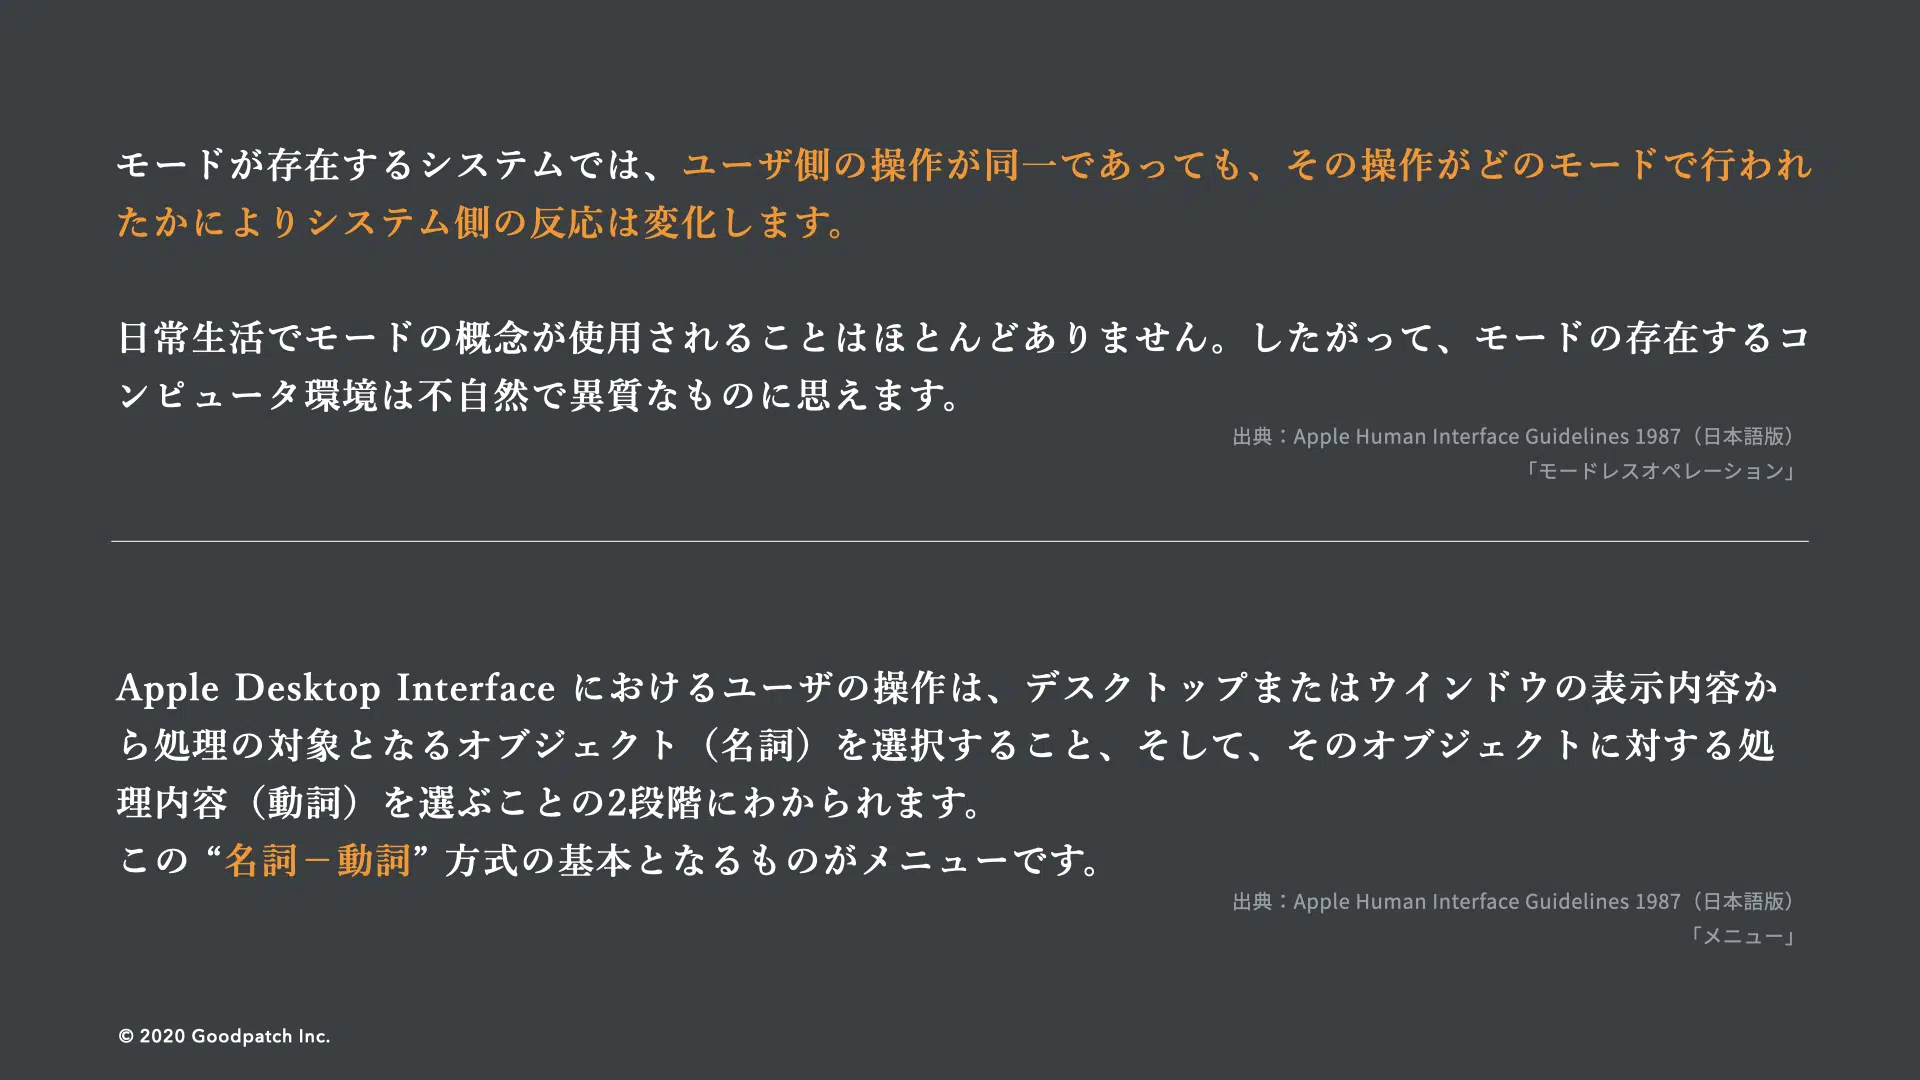 モードが存在するシステムでは、ユーザ側の操作が同一であっても、その操作がどのモードで行われ
たかによりシステム側の反応は変化します。
日常生活でモードの概念が使用されることはほとんどありません。したがって、モードの存在するコ
ンピュータ環境は不自然で異質なものに思えます。
出典：Apple Human Interface Guidelines 1987（日本語版）
「モードレスオペレーション」
Apple Desktop Interface におけるユーザの操作は、デスクトップまたはウインドウの表示内容か
ら処理の対象となるオブジェクト（名詞）を選択すること、そして、そのオブジェクトに対する処
理内容（動詞）を選ぶことの2段階にわかられます。
この “名詞－動詞” 方式の基本となるものがメニューです。
出典：Apple Human Interface Guidelines 1987（日本語版）
「メニュー」
© 2020 Goodpatch Inc.